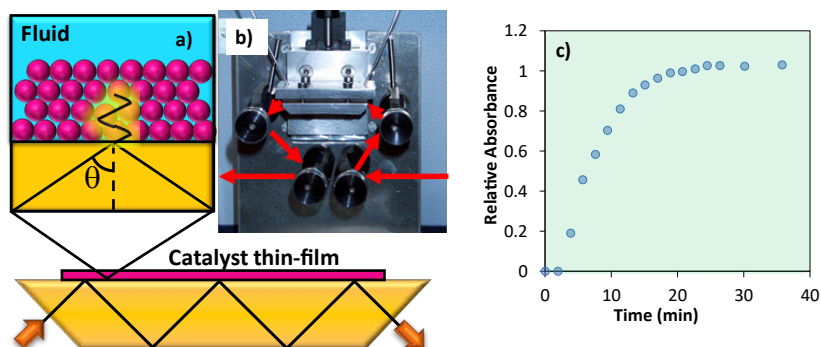 Fluid
a)
θ
Catalyst thin-film
b)
c)
Relative Absorbance
1.2
1
0.8
0.6
0.4
0.2
0
0
10
20
30
40
Time (min)